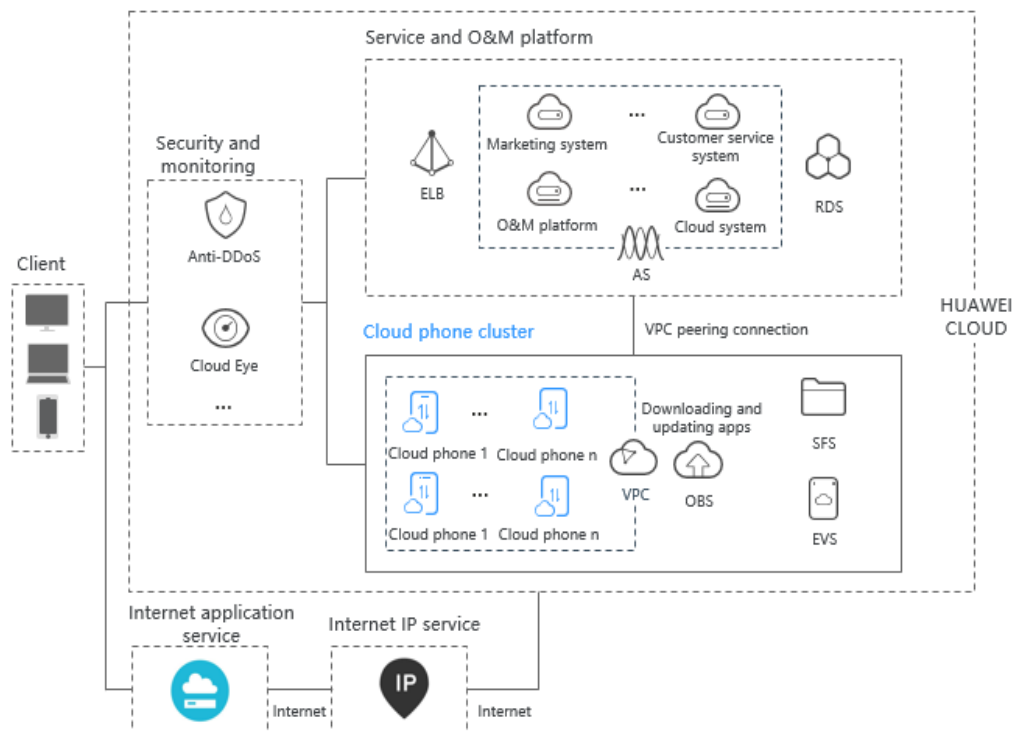 Service and O&M platform
Marketing system
...
Customer service
system
ELB
O&M platform
...
Cloud system
RDS
AS
Security and
monitoring
Anti-DDoS
Cloud Eye
...
Client
HUAWEI
CLOUD
VPC peering connection
Cloud phone cluster
Cloud phone 1
...
Cloud phone n
Downloading and
updating apps
SFS
VPC
OBS
Cloud phone 1
...
Cloud phone n
EVS
Internet application
service
Internet IP service
IP
Internet
Internet